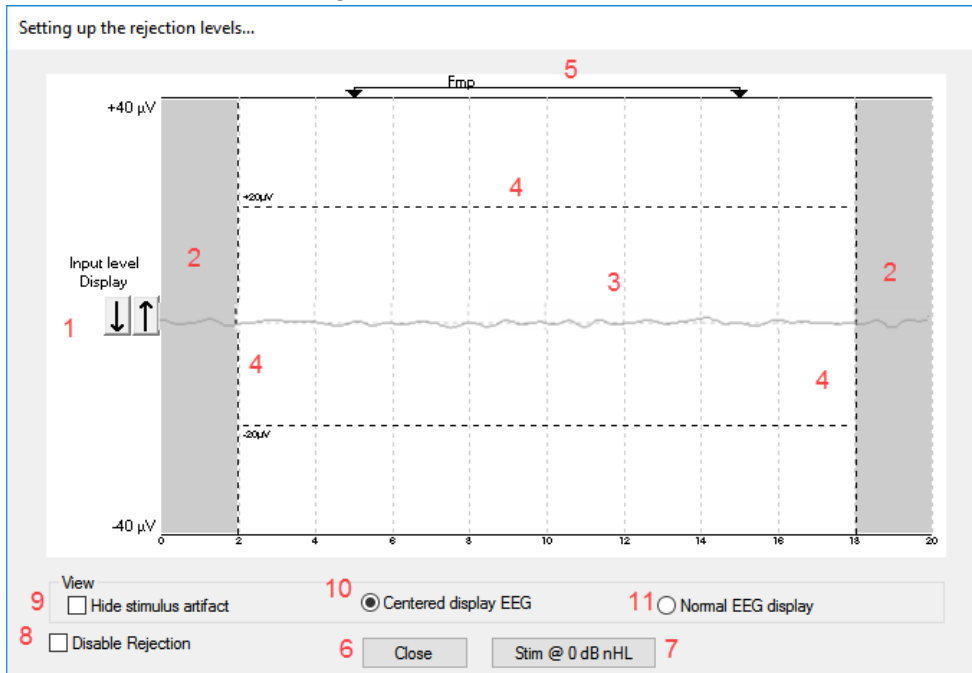 Setting up the rejection levels...
Fmp 5
+40 µV
4
+20µV
Input level
Display
2
3
2
1 ↓ ↑
4
4
-20µV
-40 µV
0 2 4 6 8 10 12 14 16 18 20
View
9 Hide stimulus artifact 10 Centered display EEG 11 Normal EEG display
8 Disable Rejection 6 Close Stim @ 0 dB nHL 7